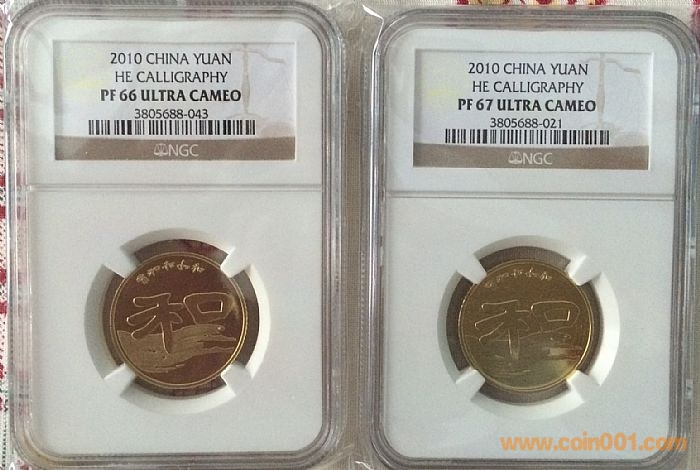 2010 CHINA YUAN
HE CALLIGRAPHY
PF 66 ULTRA CAMEO
3805688-043
NGC
和
2010 CHINA YUAN
HE CALLIGRAPHY
PF 67 ULTRA CAMEO
3805688-021
NGC
和
www.coin001.com